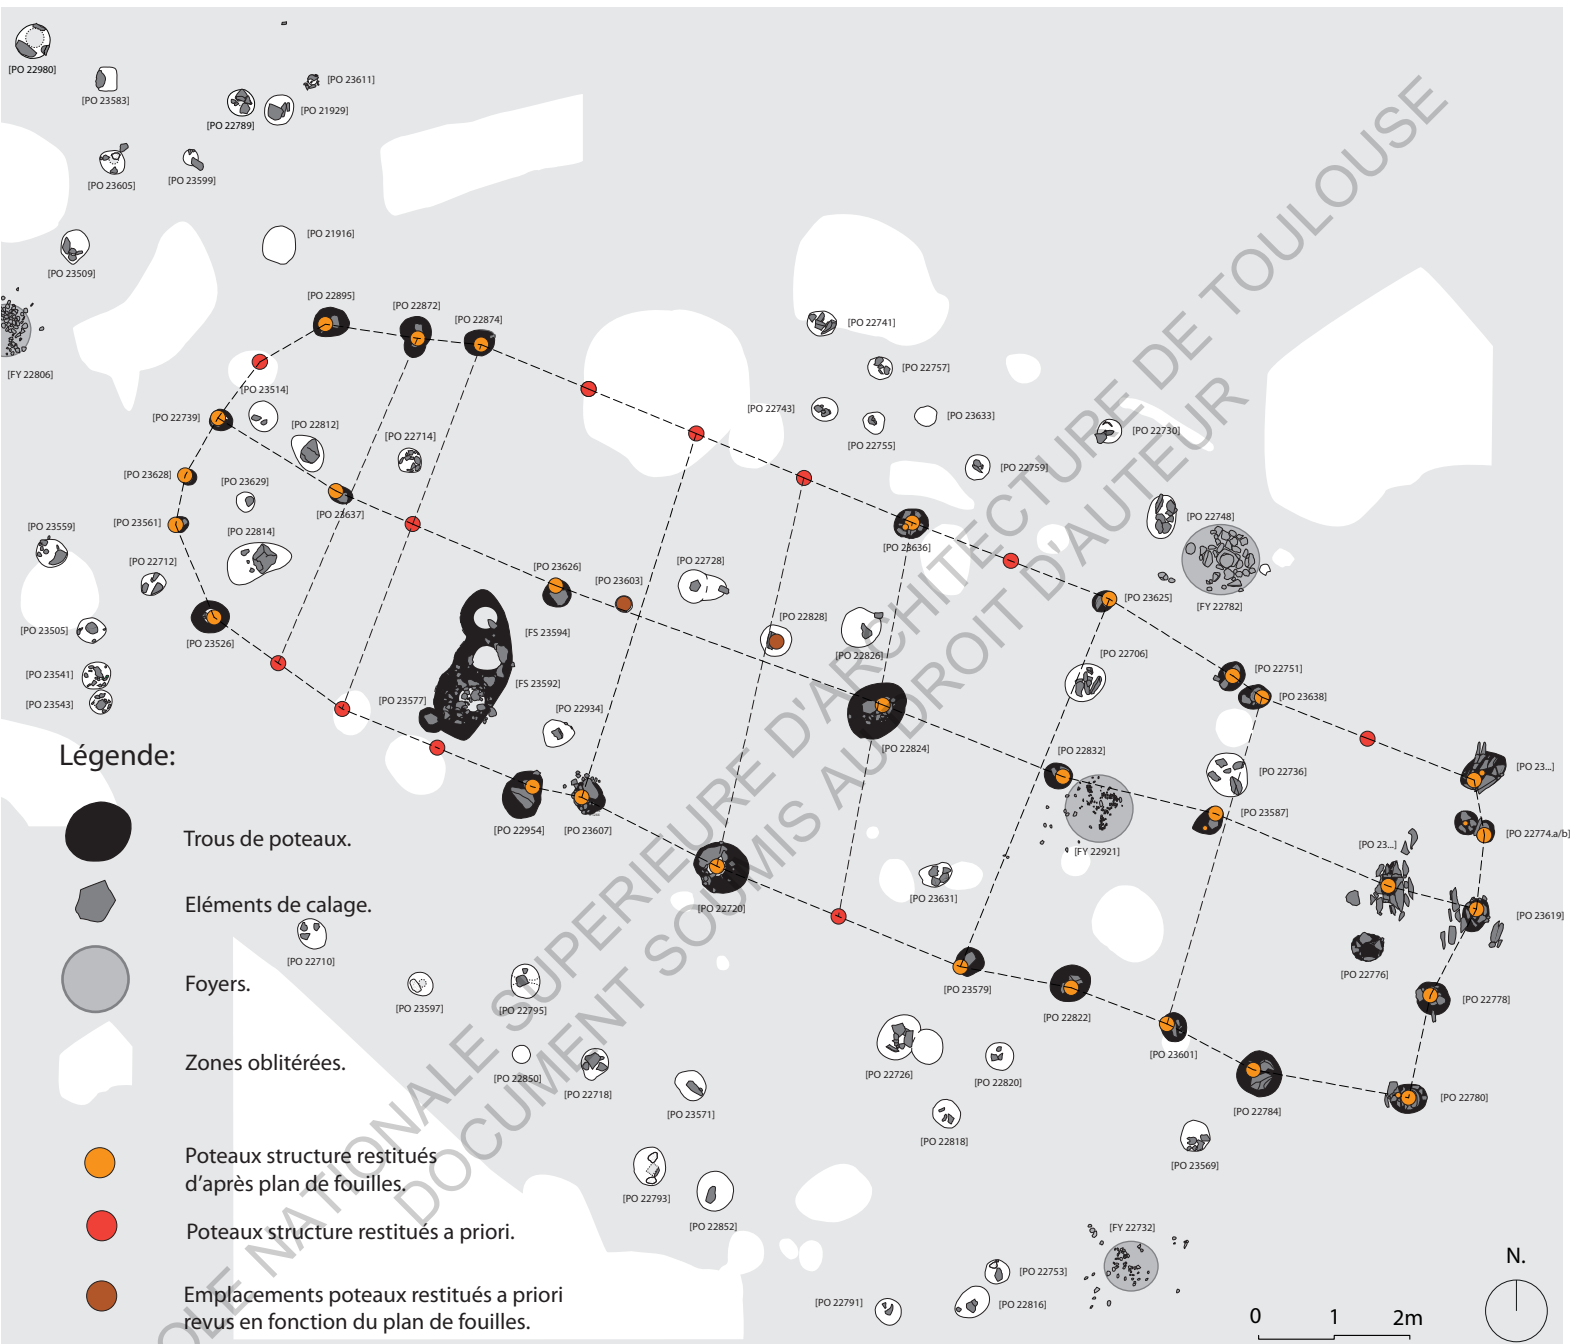 [PO 22980]
[PO 23583]
[PO 23611]
[PO 22789]
[PO 21929]
[PO 23605]
[PO 23599]
[PO 23509]
[PO 21916]
[FY 22806]
[PO 22895]
[PO 22872]
[PO 22874]
[PO 22741]
[PO 22757]
[PO 23514]
[PO 22739]
[PO 22812]
[PO 22714]
[PO 22743]
[PO 22755]
[PO 23633]
[PO 22730]
[PO 22759]
[PO 23628]
[PO 23629]
[PO 23637]
[PO 23559]
[PO 23561]
[PO 22814]
[PO 22712]
[PO 22748]
[PO 23636]
[PO 23626]
[PO 23603]
[PO 22728]
[PO 23625]
[FY 22782]
[PO 23505]
[PO 23526]
[FS 23594]
[PO 22828]
[PO 22826]
[PO 22706]
[PO 22751]
[PO 23638]
[PO 23541]
[PO 23543]
[PO 23577]
[FS 23592]
[PO 22934]
[PO 22824]
[PO 22832]
[PO 22736]
[PO 23...]
[PO 22954]
[PO 23607]
[PO 23587]
[PO 22774.a/b]
[FY 22921]
[PO 23...]
[PO 22720]
[PO 23631]
[PO 23619]
[PO 22776]
[PO 23579]
[PO 22822]
[PO 22778]
[PO 23601]
[PO 22784]
[PO 22780]
Légende:
Trous de poteaux.
Eléments de calage.
[PO 22710]
Foyers.
[PO 23597]
[PO 22795]
Zones oblitérées.
[PO 22850]
[PO 22718]
[PO 23571]
[PO 22726]
[PO 22820]
[PO 22818]
[PO 23569]
[PO 22793]
[PO 22852]
Poteaux structure restitués
d'après plan de fouilles.
Poteaux structure restitués a priori.
Emplacements poteaux restitués a priori
revus en fonction du plan de fouilles.
[FY 22732]
[PO 22753]
[PO 22791]
[PO 22816]
N.
0 1 2m
OLE NATIONALE SUPERIEURE D'ARCHITECTURE DE TOULOUSE
DOCUMENT SOUMIS AU DROIT D'AUTEUR